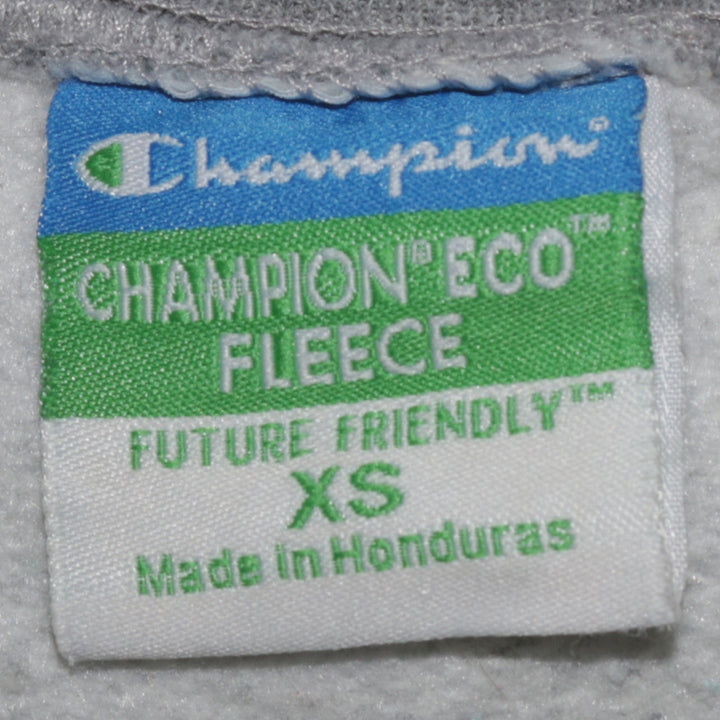 Champion®
CHAMPION® ECO™
FLEECE
FUTURE FRIENDLY™
XS
Made in Honduras